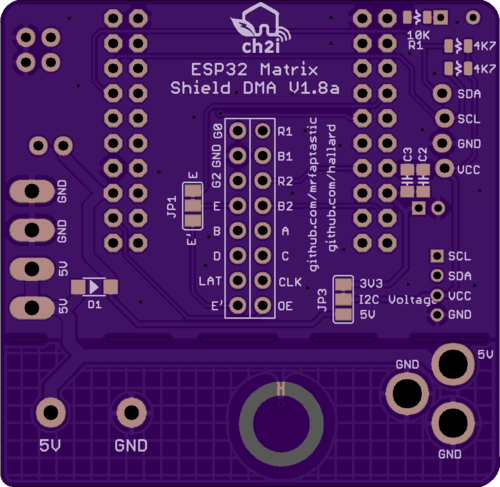 ch2i
10K
R1
4K7
4K7
ESP32 Matrix
Shield DMA V1.8a
SDA
SCL
GND
VCC
G0 R1
GND B1
G2 R2
E B2
B A
D C
LAT CLK
E' OE
github.com/mrfaptastic
github.com/hallard
C3
C2
E
JP1
E'
GND
GND
5V
5V
D1
SCL
SDA
VCC
GND
JP3
3V3
I2C Voltage
5V
5V
GND
GND
5V
GND